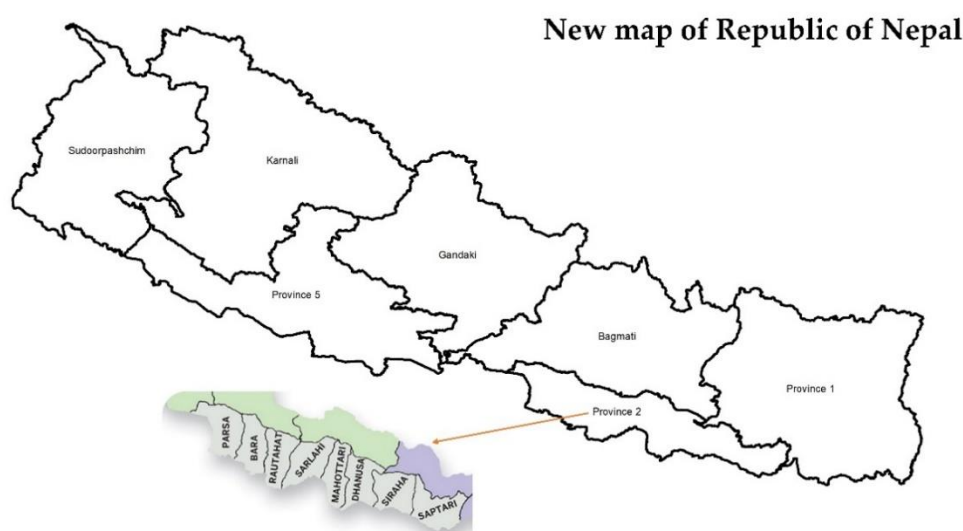 New map of Republic of Nepal
Sudoorpashchim
Karnali
Gandaki
Province 5
Bagmati
Province 1
Province 2
PARSA
BARA
RAUTAHAT
SARLAHI
MAHOTTARI
DHANUSA
SIRAHA
SAPTARI